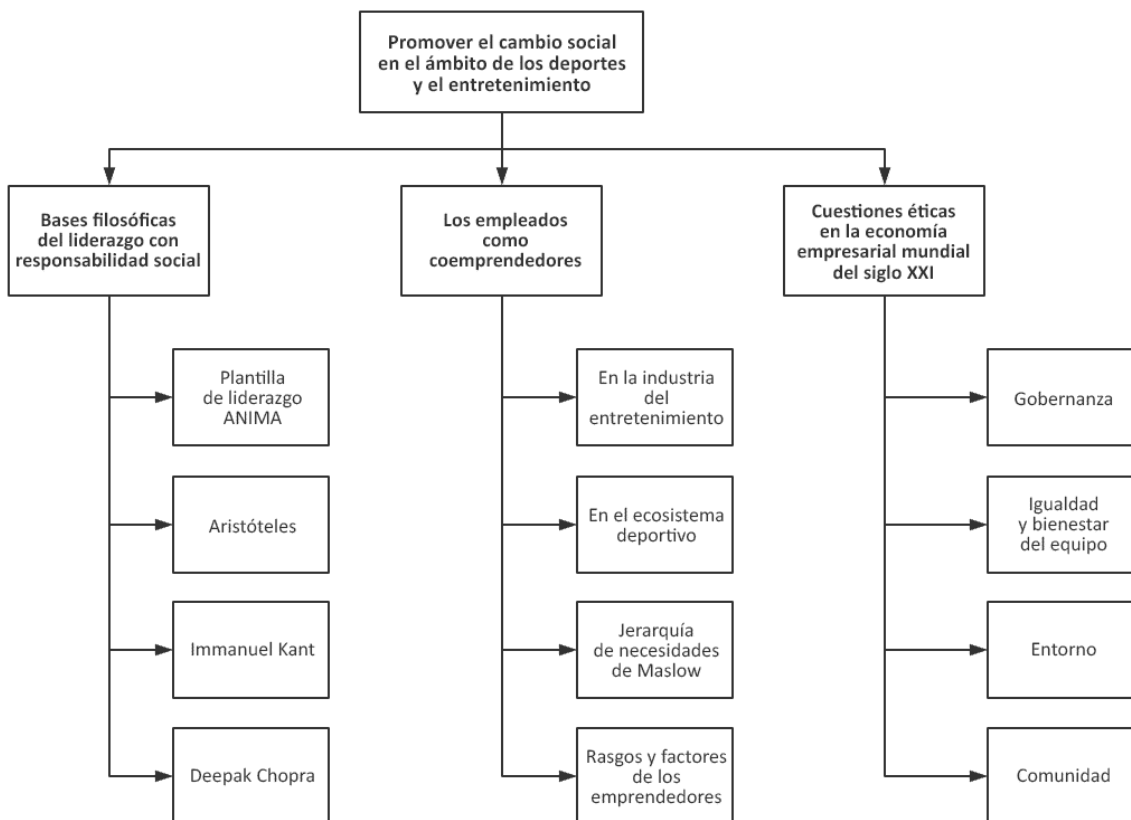 Promover el cambio social
en el ámbito de los deportes
y el entretenimiento
Bases filosóficas
del liderazgo con
responsabilidad social
Los empleados
como
coemprendedores
Cuestiones éticas
en la economía
empresarial mundial
del siglo XXI
Plantilla
de liderazgo
ANIMA
Aristóteles
Immanuel Kant
Deepak Chopra
En la industria
del
entretenimiento
En el ecosistema
deportivo
Jerarquía
de necesidades
de Maslow
Rasgos y factores
de los
emprendedores
Gobernanza
Igualdad
y bienestar
del equipo
Entorno
Comunidad